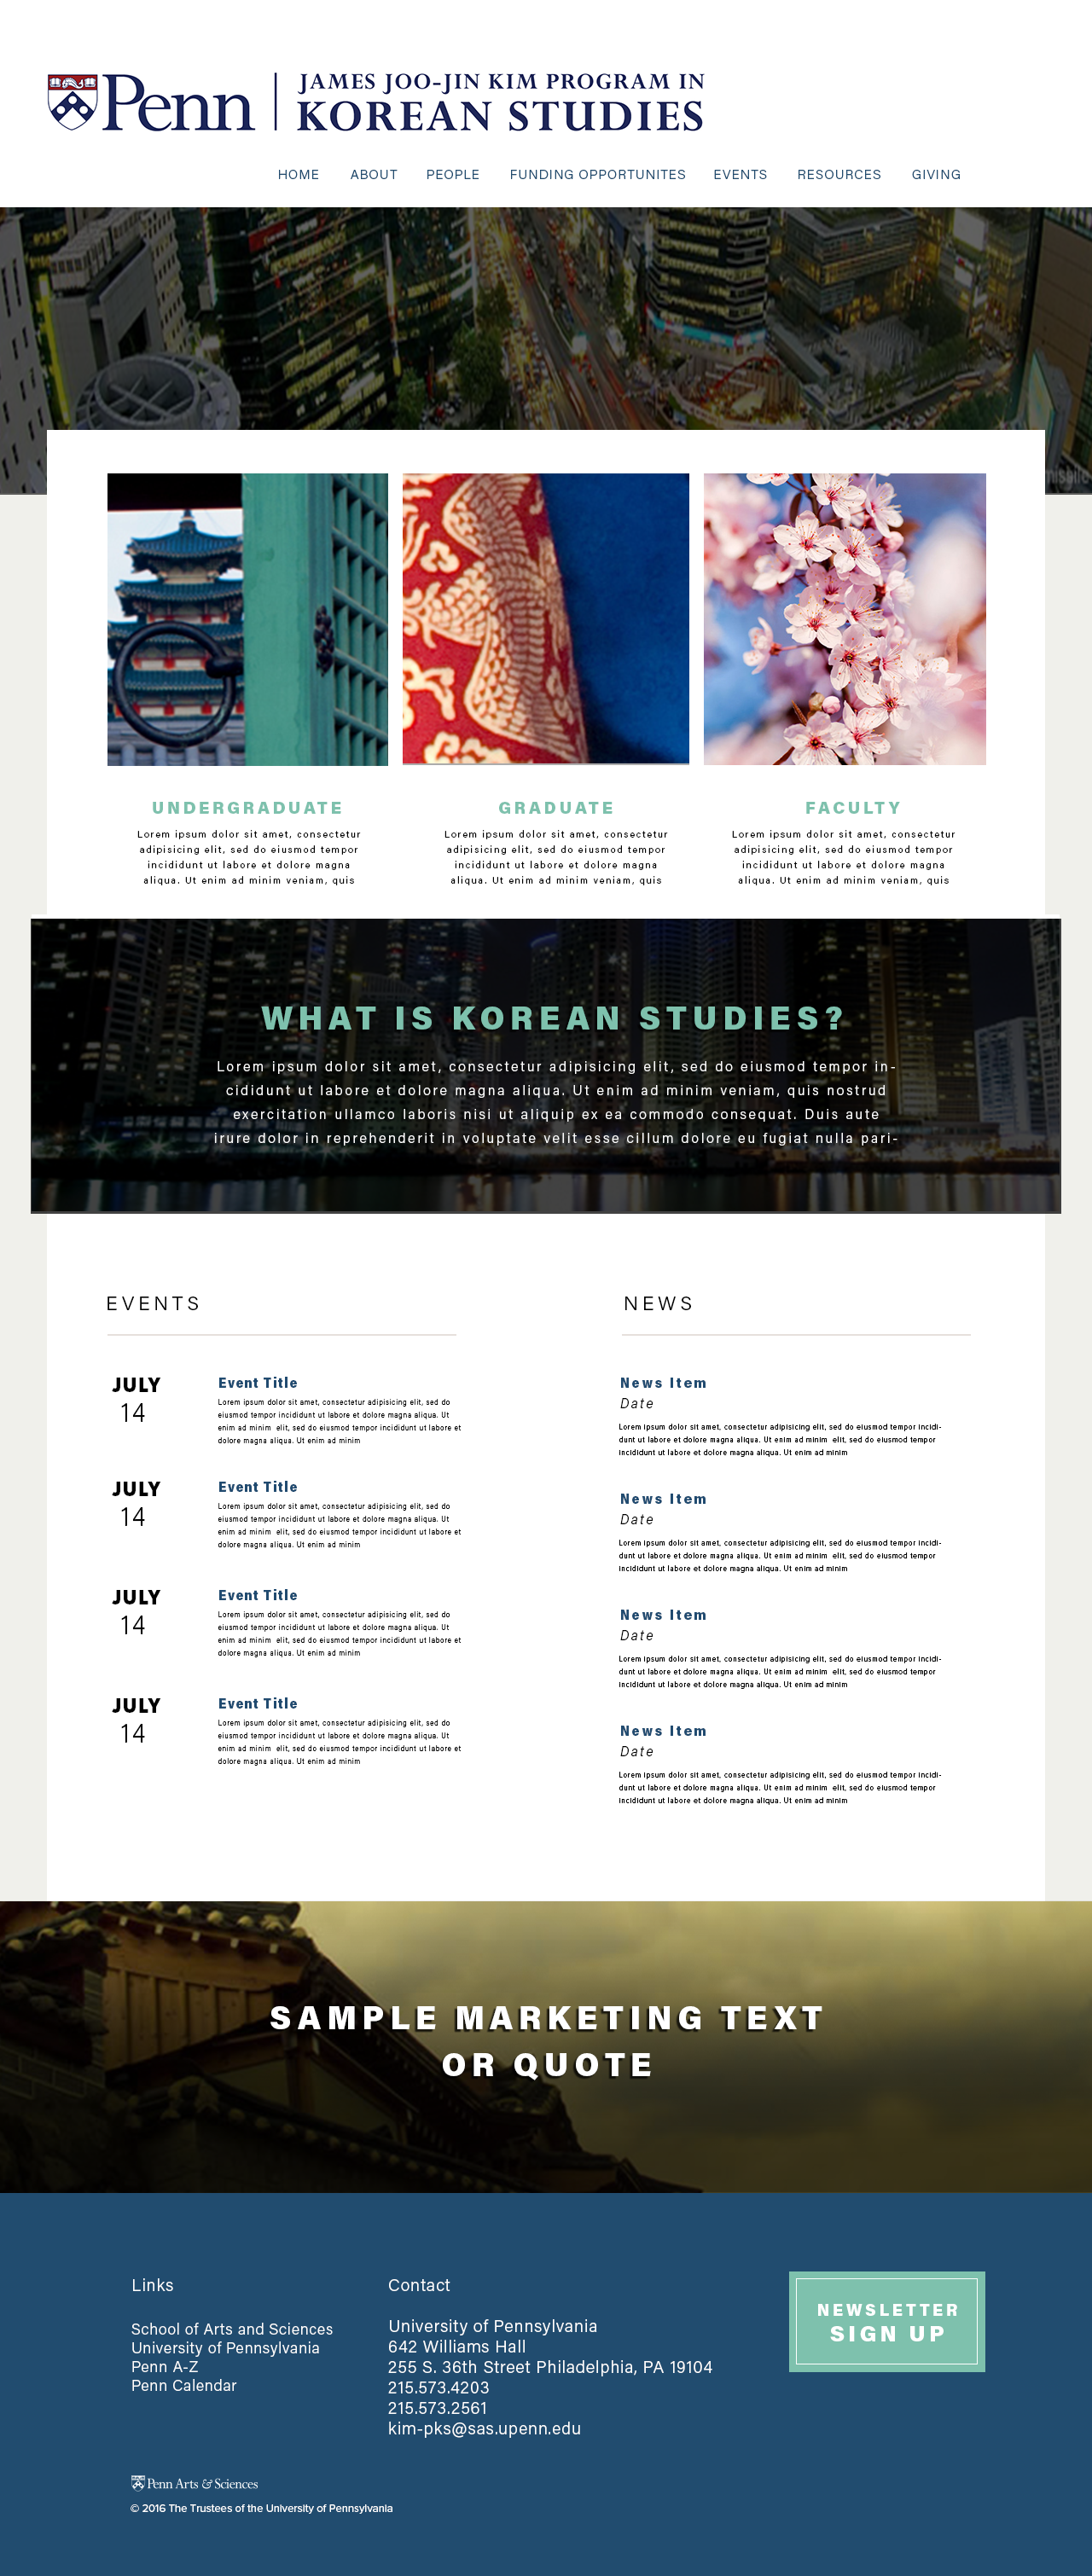 Penn
JAMES JOO-JIN KIM PROGRAM IN
KOREAN STUDIES
HOME ABOUT PEOPLE FUNDING OPPORTUNITES EVENTS RESOURCES GIVING
UNDERGRADUATE
Lorem ipsum dolor sit amet, consectetur
adipisicing elit, sed do eiusmod tempor
incididunt ut labore et dolore magna
aliqua. Ut enim ad minim veniam, quis
GRADUATE
Lorem ipsum dolor sit amet, consectetur
adipisicing elit, sed do eiusmod tempor
incididunt ut labore et dolore magna
aliqua. Ut enim ad minim veniam, quis
FACULTY
Lorem ipsum dolor sit amet, consectetur
adipisicing elit, sed do eiusmod tempor
incididunt ut labore et dolore magna
aliqua. Ut enim ad minim veniam, quis
WHAT IS KOREAN STUDIES?
Lorem ipsum dolor sit amet, consectetur adipisicing elit, sed do eiusmod tempor in-
cididunt ut labore et dolore magna aliqua. Ut enim ad minim veniam, quis nostrud
exercitation ullamco laboris nisi ut aliquip ex ea commodo consequat. Duis aute
irure dolor in reprehenderit in voluptate velit esse cillum dolore eu fugiat nulla pari-
EVENTS
JULY
14
Event Title
Lorem ipsum dolor sit amet, consectetur adipisicing elit, sed do
eiusmod tempor incididunt ut labore et dolore magna aliqua. Ut
enim ad minim elit, sed do eiusmod tempor incididunt ut labore et
dolore magna aliqua. Ut enim ad minim
JULY
14
Event Title
Lorem ipsum dolor sit amet, consectetur adipisicing elit, sed do
eiusmod tempor incididunt ut labore et dolore magna aliqua. Ut
enim ad minim elit, sed do eiusmod tempor incididunt ut labore et
dolore magna aliqua. Ut enim ad minim
JULY
14
Event Title
Lorem ipsum dolor sit amet, consectetur adipisicing elit, sed do
eiusmod tempor incididunt ut labore et dolore magna aliqua. Ut
enim ad minim elit, sed do eiusmod tempor incididunt ut labore et
dolore magna aliqua. Ut enim ad minim
JULY
14
Event Title
Lorem ipsum dolor sit amet, consectetur adipisicing elit, sed do
eiusmod tempor incididunt ut labore et dolore magna aliqua. Ut
enim ad minim elit, sed do eiusmod tempor incididunt ut labore et
dolore magna aliqua. Ut enim ad minim
NEWS
News Item
Date
Lorem ipsum dolor sit amet, consectetur adipisicing elit, sed do eiusmod tempor incidi-
dunt ut labore et dolore magna aliqua. Ut enim ad minim elit, sed do eiusmod tempor
incididunt ut labore et dolore magna aliqua. Ut enim ad minim
News Item
Date
Lorem ipsum dolor sit amet, consectetur adipisicing elit, sed do eiusmod tempor incidi-
dunt ut labore et dolore magna aliqua. Ut enim ad minim elit, sed do eiusmod tempor
incididunt ut labore et dolore magna aliqua. Ut enim ad minim
News Item
Date
Lorem ipsum dolor sit amet, consectetur adipisicing elit, sed do eiusmod tempor incidi-
dunt ut labore et dolore magna aliqua. Ut enim ad minim elit, sed do eiusmod tempor
incididunt ut labore et dolore magna aliqua. Ut enim ad minim
News Item
Date
Lorem ipsum dolor sit amet, consectetur adipisicing elit, sed do eiusmod tempor incidi-
dunt ut labore et dolore magna aliqua. Ut enim ad minim elit, sed do eiusmod tempor
incididunt ut labore et dolore magna aliqua. Ut enim ad minim
SAMPLE MARKETING TEXT
OR QUOTE
Links
School of Arts and Sciences
University of Pennsylvania
Penn A-Z
Penn Calendar
Contact
University of Pennsylvania
642 Williams Hall
255 S. 36th Street Philadelphia, PA 19104
215.573.4203
215.573.2561
kim-pks@sas.upenn.edu
NEWSLETTER
SIGN UP
Penn Arts & Sciences
© 2016 The Trustees of the University of Pennsylvania